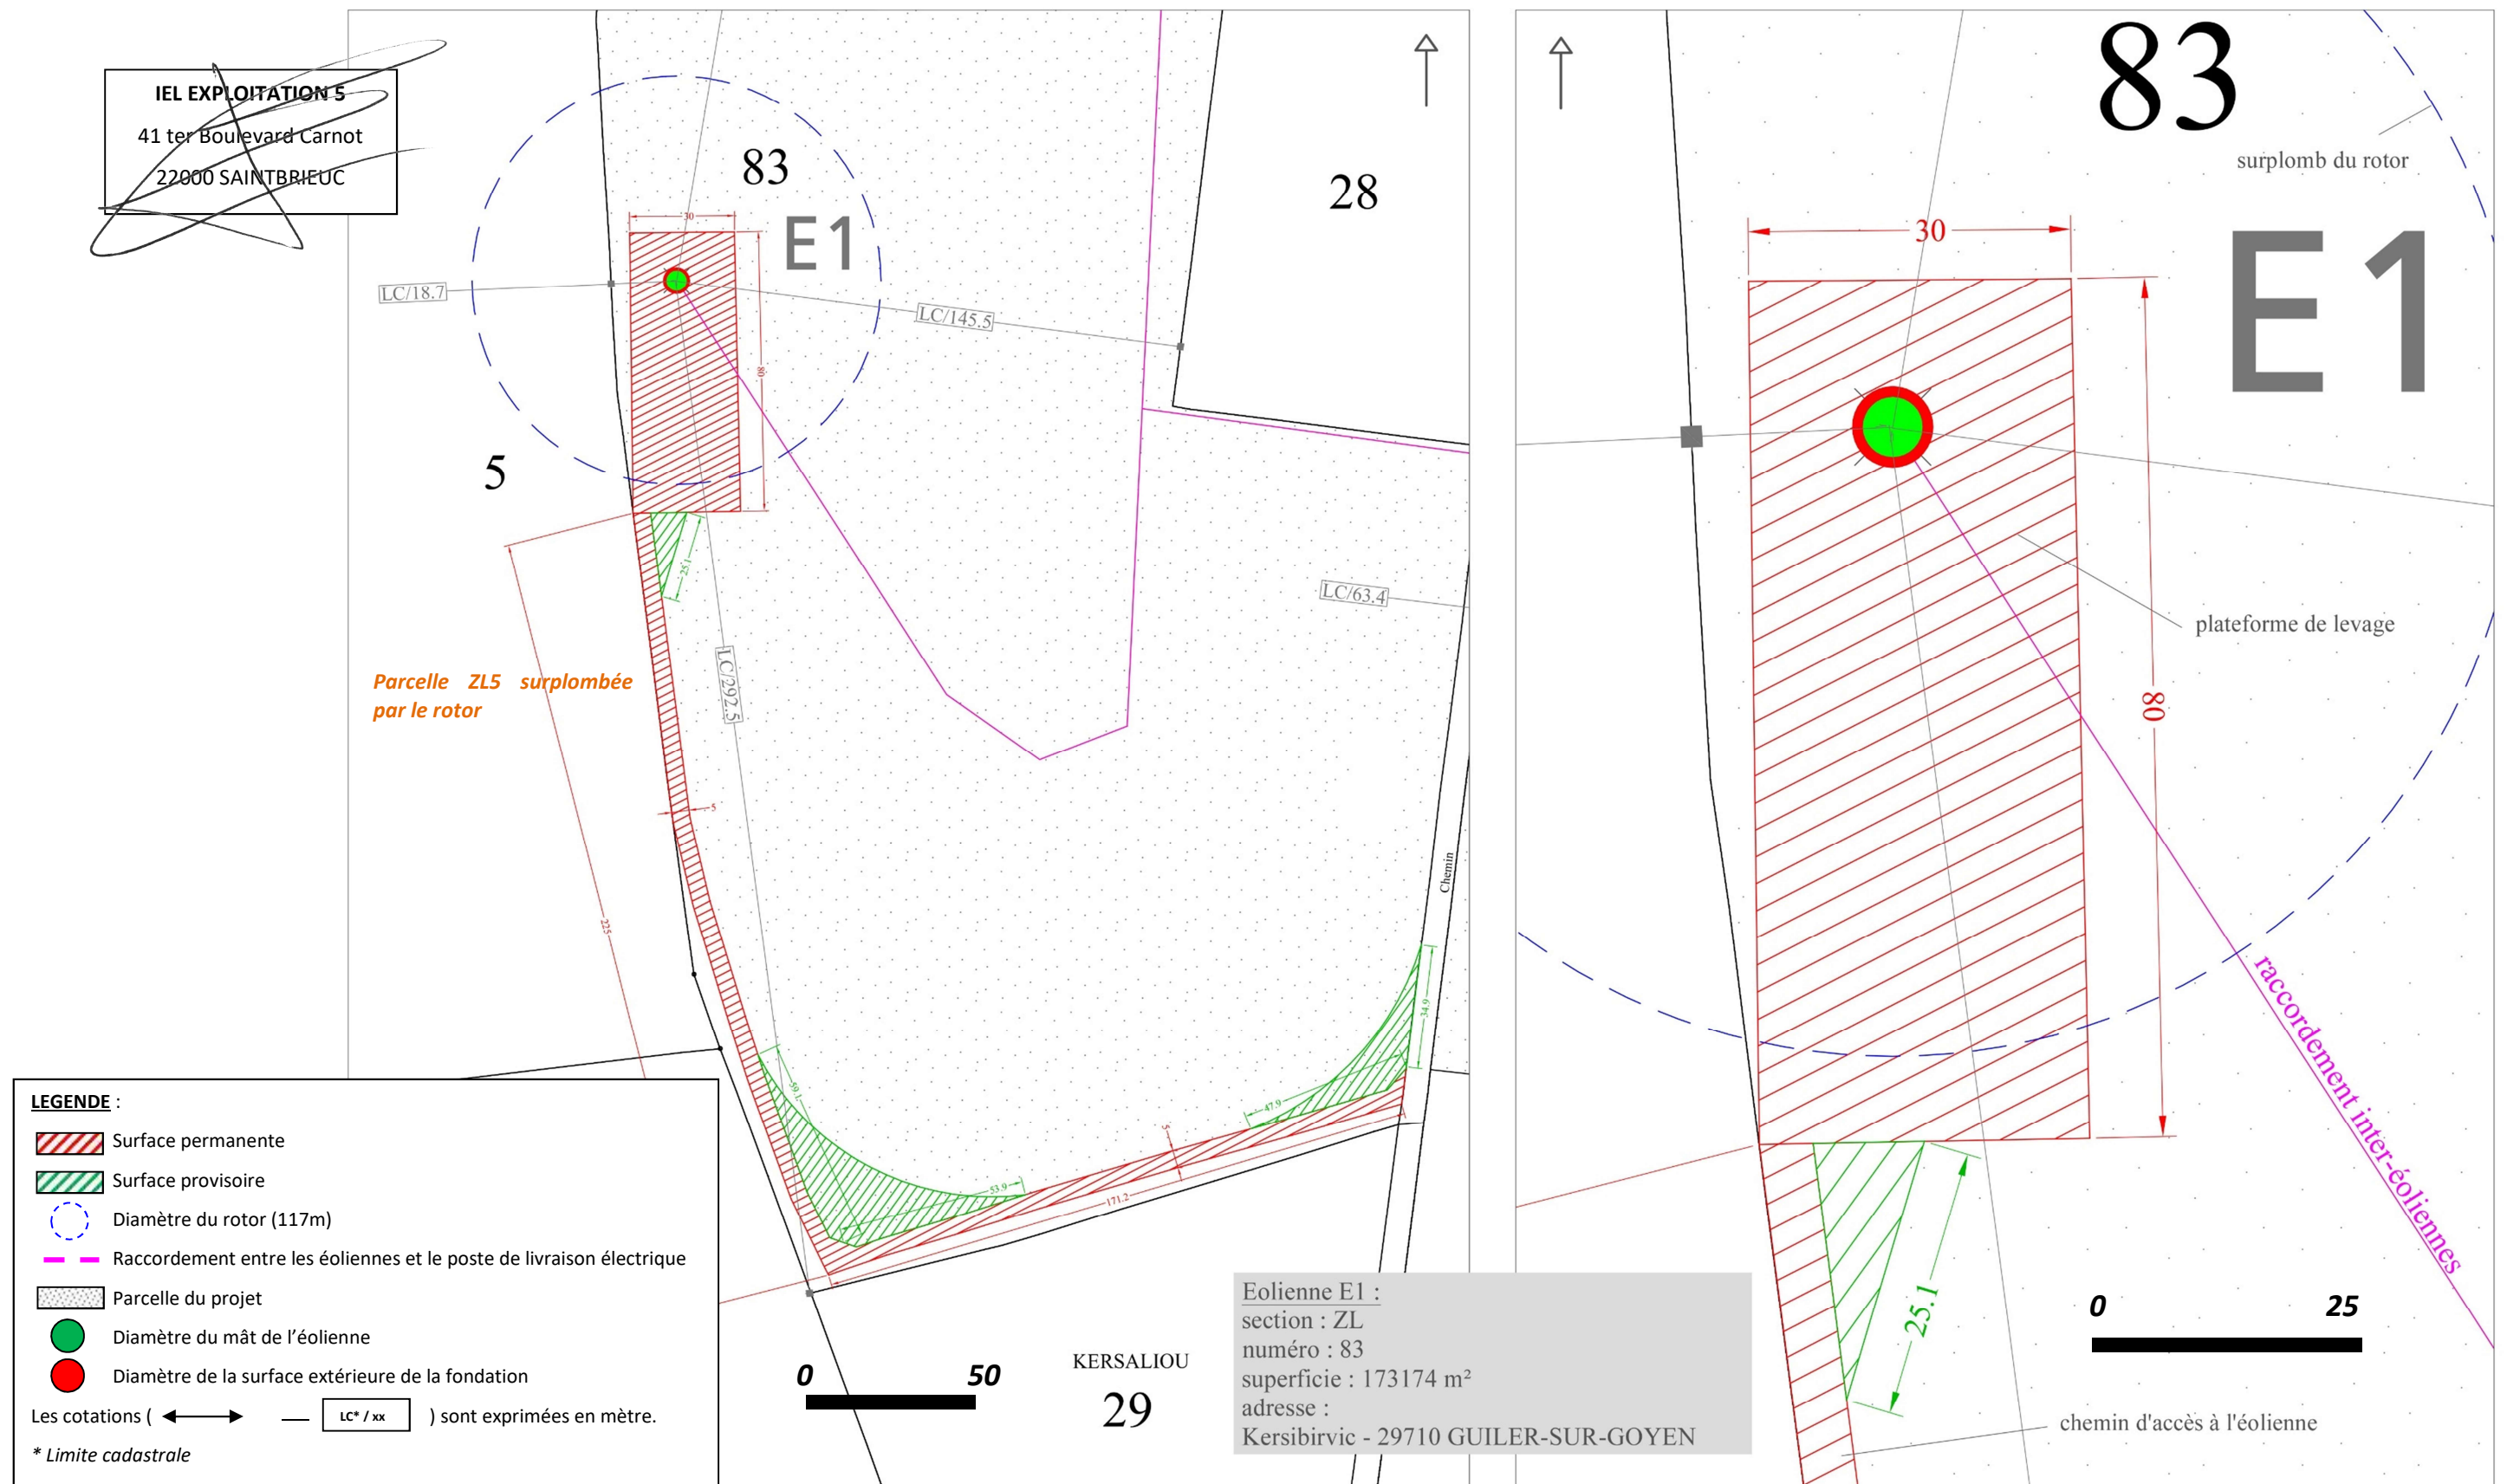 IEL EXPLOITATION 5
41 ter Boulevard Carnot
22000 SAINTBRIEUC
83
E1
28
30
80
LC/18.7
LC/145.5
5
25.1
LC/63.4
Parcelle ZL5 surplombée
par le rotor
LC/292.5
5
225
Chemin
34.9
59.1
47.9
5
53.9
171.2
LEGENDE :
Surface permanente
Surface provisoire
Diamètre du rotor (117m)
Raccordement entre les éoliennes et le poste de livraison électrique
Parcelle du projet
Diamètre du mât de l’éolienne
Diamètre de la surface extérieure de la fondation
Les cotations ( LC* / xx ) sont exprimées en mètre.
* Limite cadastrale
0 50
KERSALIOU
29
Eolienne E1 :
section : ZL
numéro : 83
superficie : 173174 m²
adresse :
Kersibirvic - 29710 GUILER-SUR-GOYEN
83
surplomb du rotor
30
E1
plateforme de levage
80
raccordement inter-éoliennes
25.1
0 25
chemin d'accès à l'éolienne